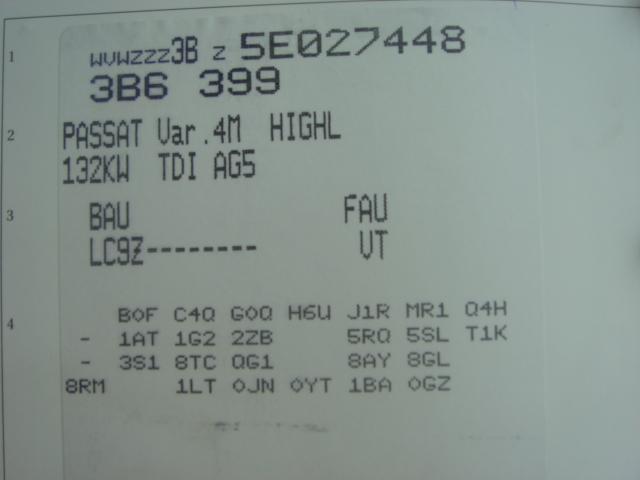 1
WVWZZZ3B Z 5E027448
3B6 399
2
PASSAT Var.4M HIGHL
132KW TDI AG5
3
BAU FAU
LC9Z-------- VT
4
B0F C4Q G0Q H6U J1R MR1 Q4H
- 1AT 1G2 2ZB 5RQ 5SL T1K
- 3S1 8TC QG1 8AY 8GL
8RM 1LT 0JN 0YT 1BA 0GZ